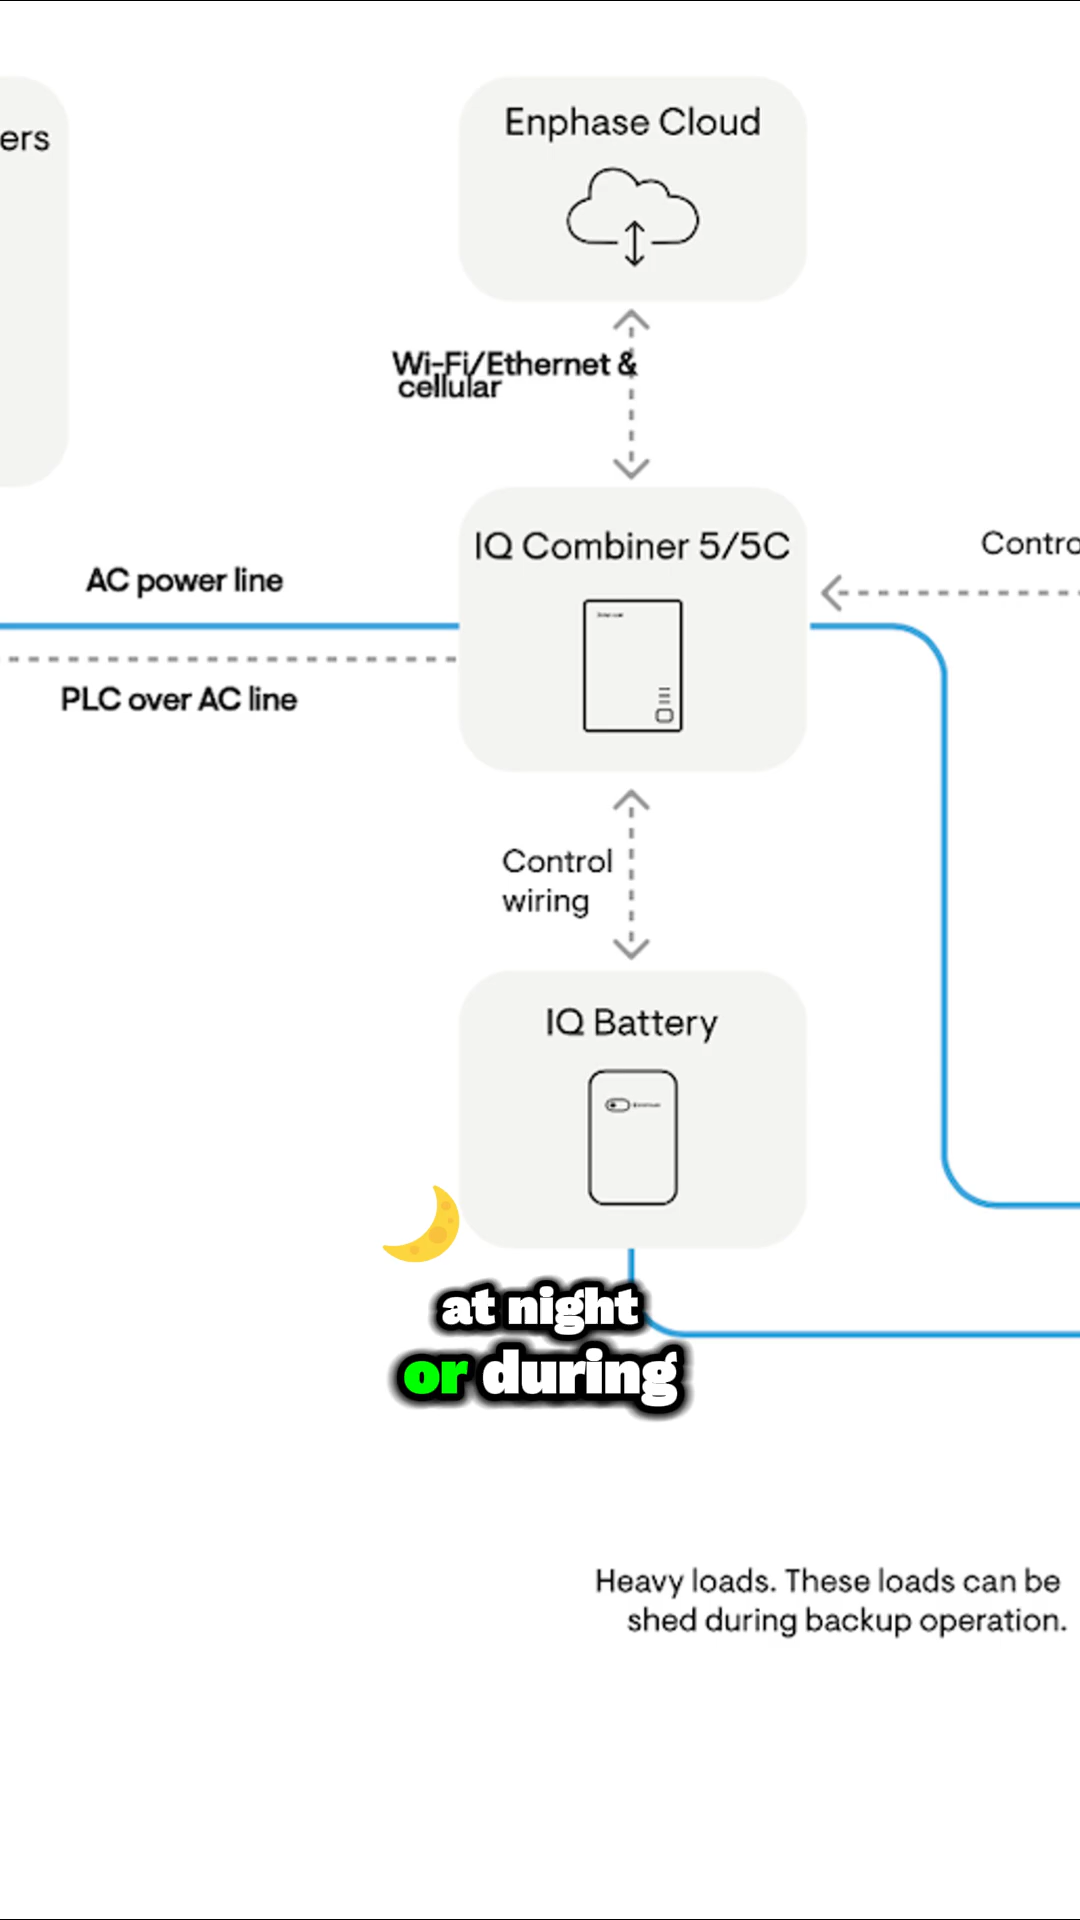 ers
Enphase Cloud
Wi-Fi/Ethernet &
cellular
IQ Combiner 5/5C
Contro
AC power line
PLC over AC line
Control
wiring
IQ Battery
at night
or during
Heavy loads. These loads can be
shed during backup operation.